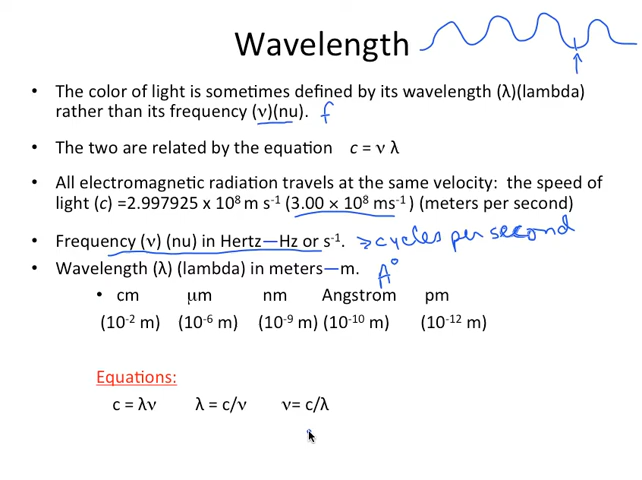 Wavelength
• The color of light is sometimes defined by its wavelength (λ)(lambda)
rather than its frequency (ν)(nu). f
• The two are related by the equation c = ν λ
• All electromagnetic radiation travels at the same velocity: the speed of
light (c) =2.997925 x 10⁸ m s⁻¹ (3.00 × 10⁸ ms⁻¹) (meters per second)
• Frequency (ν) (nu) in Hertz—Hz or s⁻¹. → cycles per second
• Wavelength (λ) (lambda) in meters—m. A°
• cm μm nm Angstrom pm
(10⁻² m) (10⁻⁶ m) (10⁻⁹ m) (10⁻¹⁰ m) (10⁻¹² m)
Equations:
c = λν λ = c/ν ν= c/λ